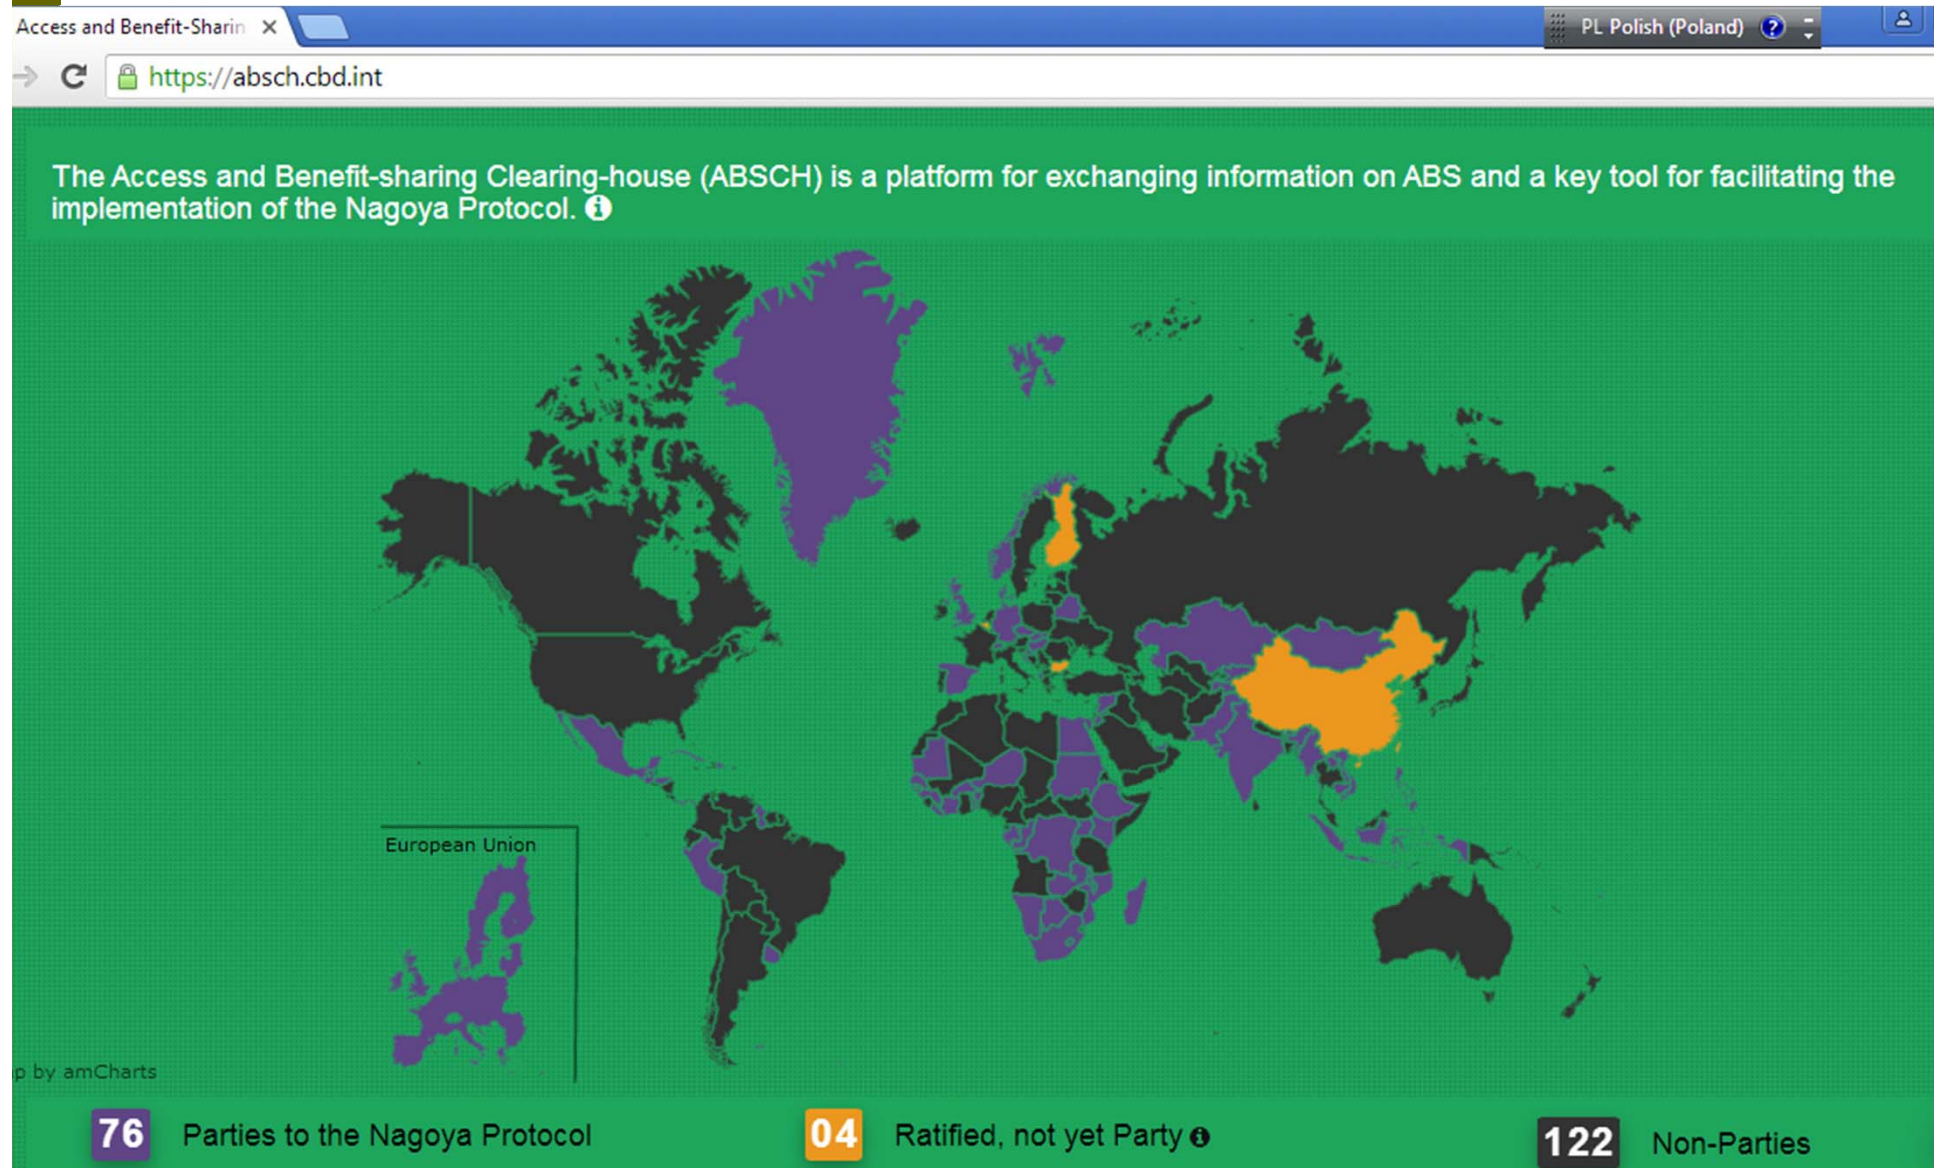 Access and Benefit-Sharin
PL Polish (Poland)
https://absch.cbd.int
The Access and Benefit-sharing Clearing-house (ABSCH) is a platform for exchanging information on ABS and a key tool for facilitating the
implementation of the Nagoya Protocol.
European Union
p by amCharts
76 Parties to the Nagoya Protocol
04 Ratified, not yet Party
122 Non-Parties